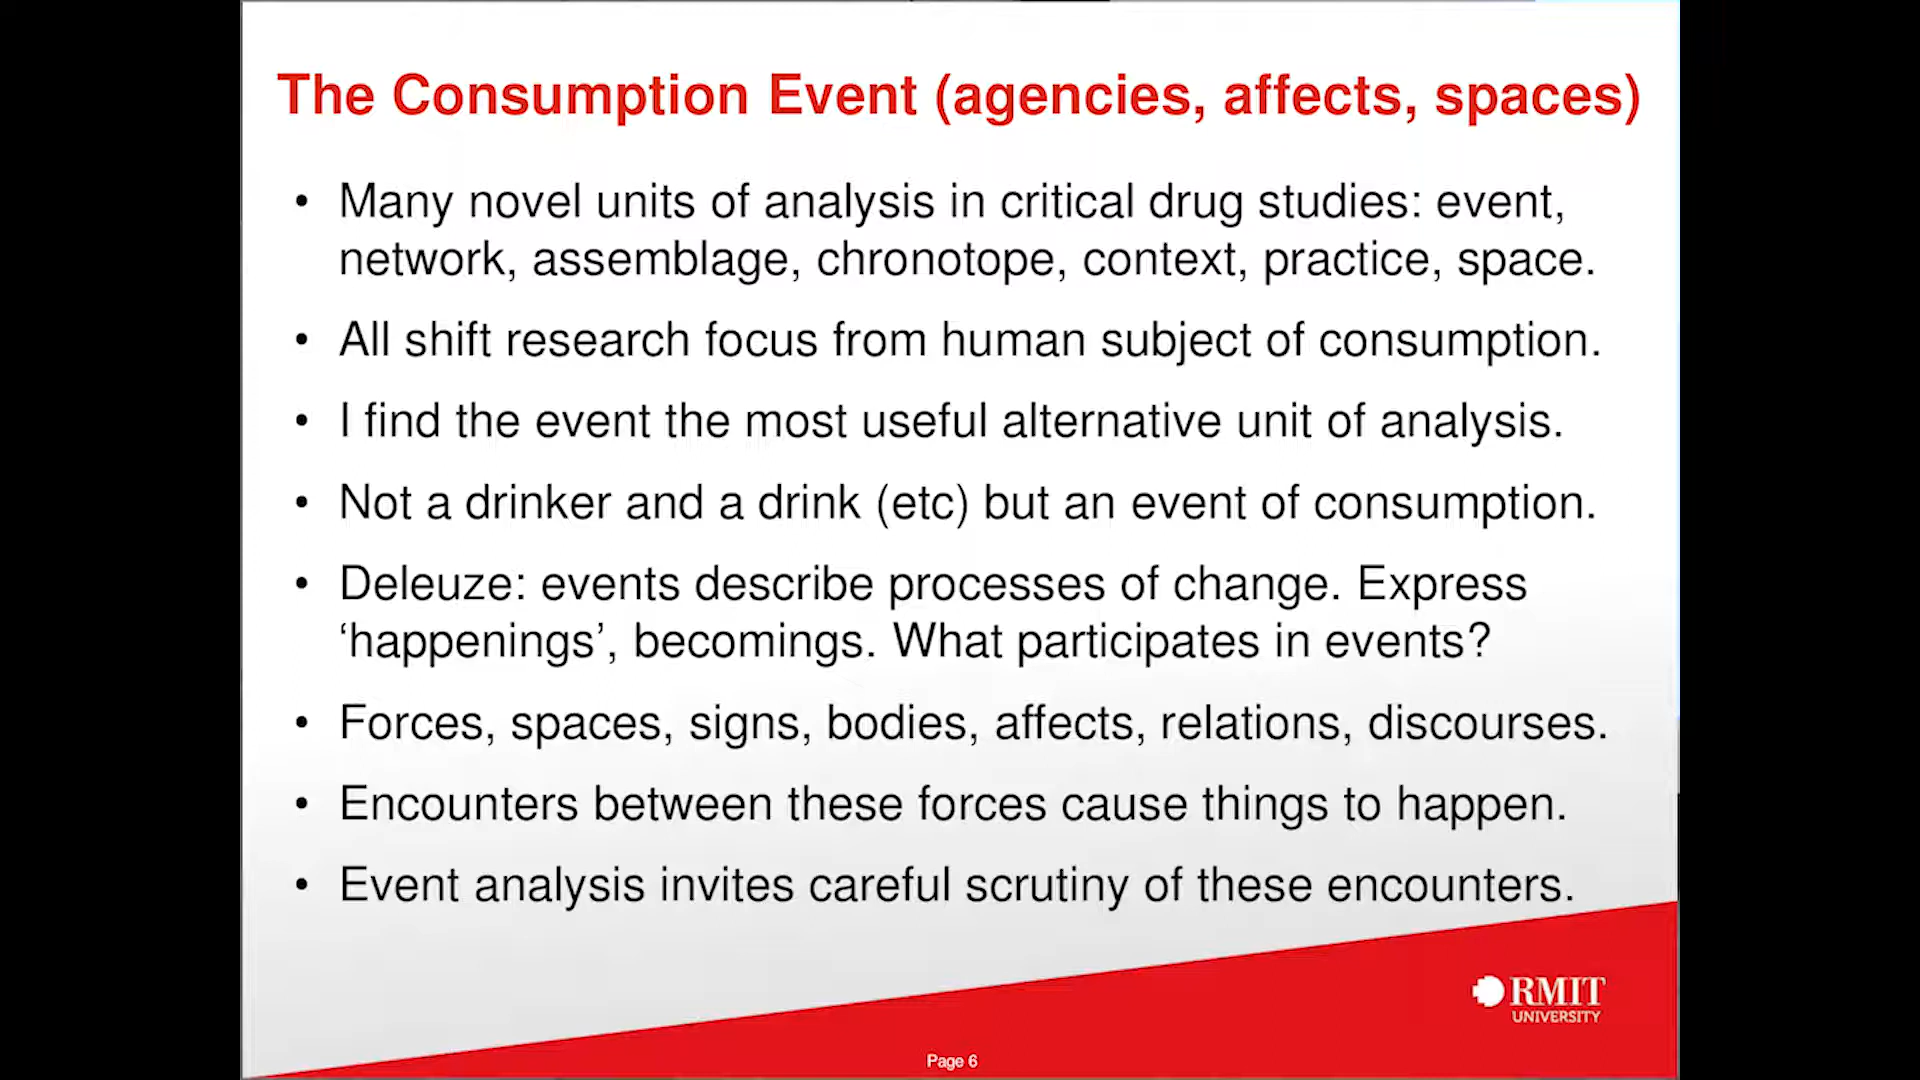 The Consumption Event (agencies, affects, spaces)
• Many novel units of analysis in critical drug studies: event,
network, assemblage, chronotope, context, practice, space.
• All shift research focus from human subject of consumption.
• I find the event the most useful alternative unit of analysis.
• Not a drinker and a drink (etc) but an event of consumption.
• Deleuze: events describe processes of change. Express
‘happenings’, becomings. What participates in events?
• Forces, spaces, signs, bodies, affects, relations, discourses.
• Encounters between these forces cause things to happen.
• Event analysis invites careful scrutiny of these encounters.
RMIT
UNIVERSITY
Page 6